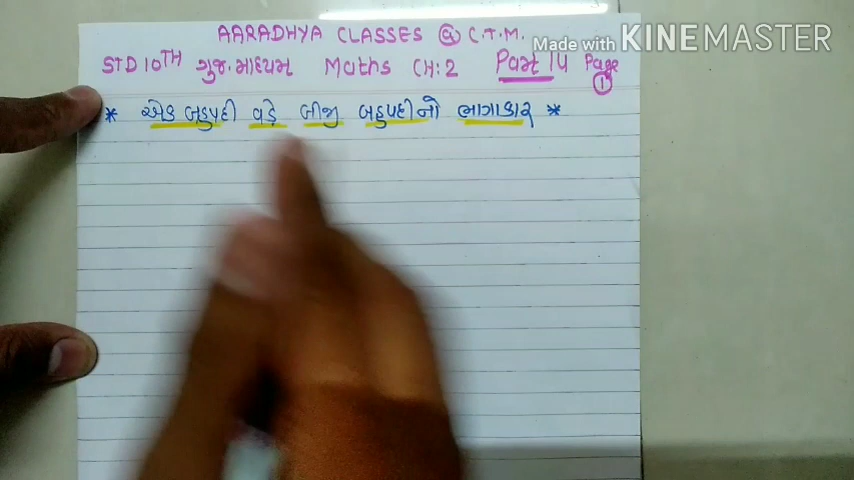 AARADHYA CLASSES @ C.T.M.
Made with KINEMASTER
STD 10TH ગુજ.માધ્યમ Maths CH:2 Part 14 Page 1
* એક બહુપદી વડે બીજી બહુપદીનો ભાગાકાર *